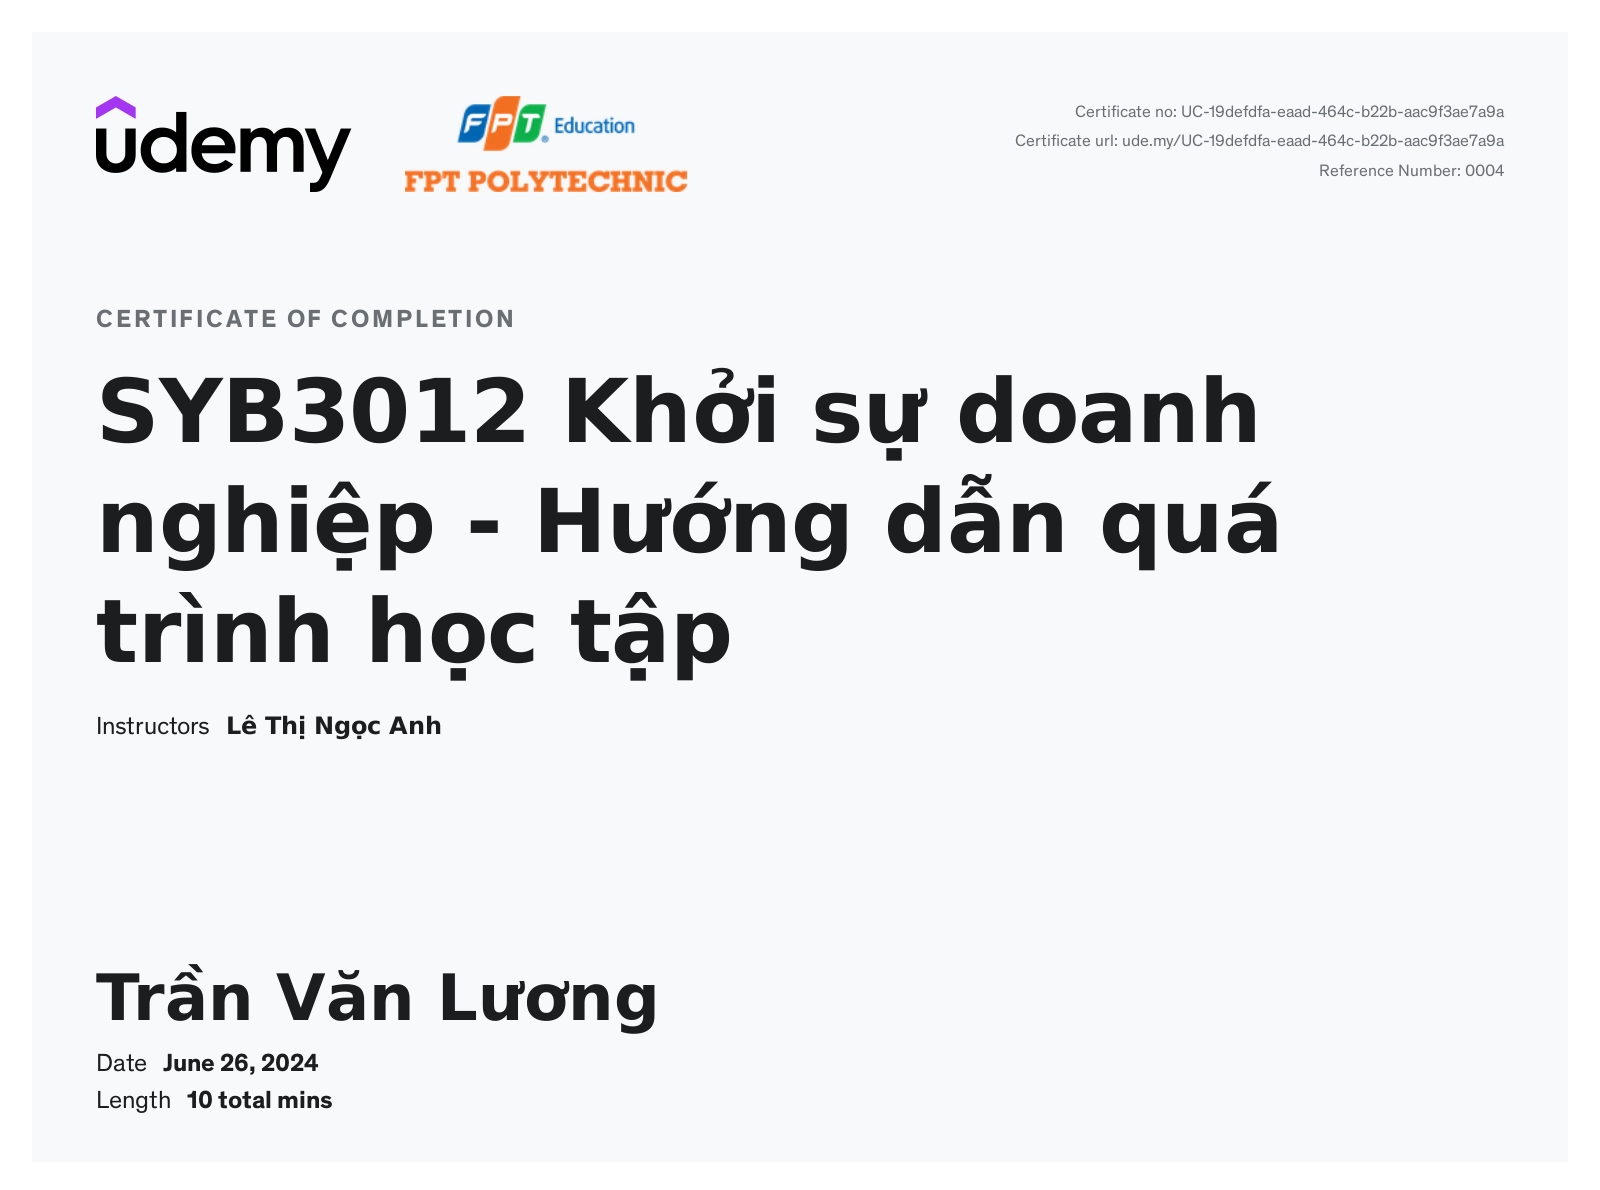 udemy
FPT Education
FPT POLYTECHNIC
Certificate no: UC-19defdfa-eaad-464c-b22b-aac9f3ae7a9a
Certificate url: ude.my/UC-19defdfa-eaad-464c-b22b-aac9f3ae7a9a
Reference Number: 0004
CERTIFICATE OF COMPLETION
SYB3012 Khởi sự doanh
nghiệp - Hướng dẫn quá
trình học tập
Instructors Lê Thị Ngọc Anh
Trần Văn Lương
Date June 26, 2024
Length 10 total mins